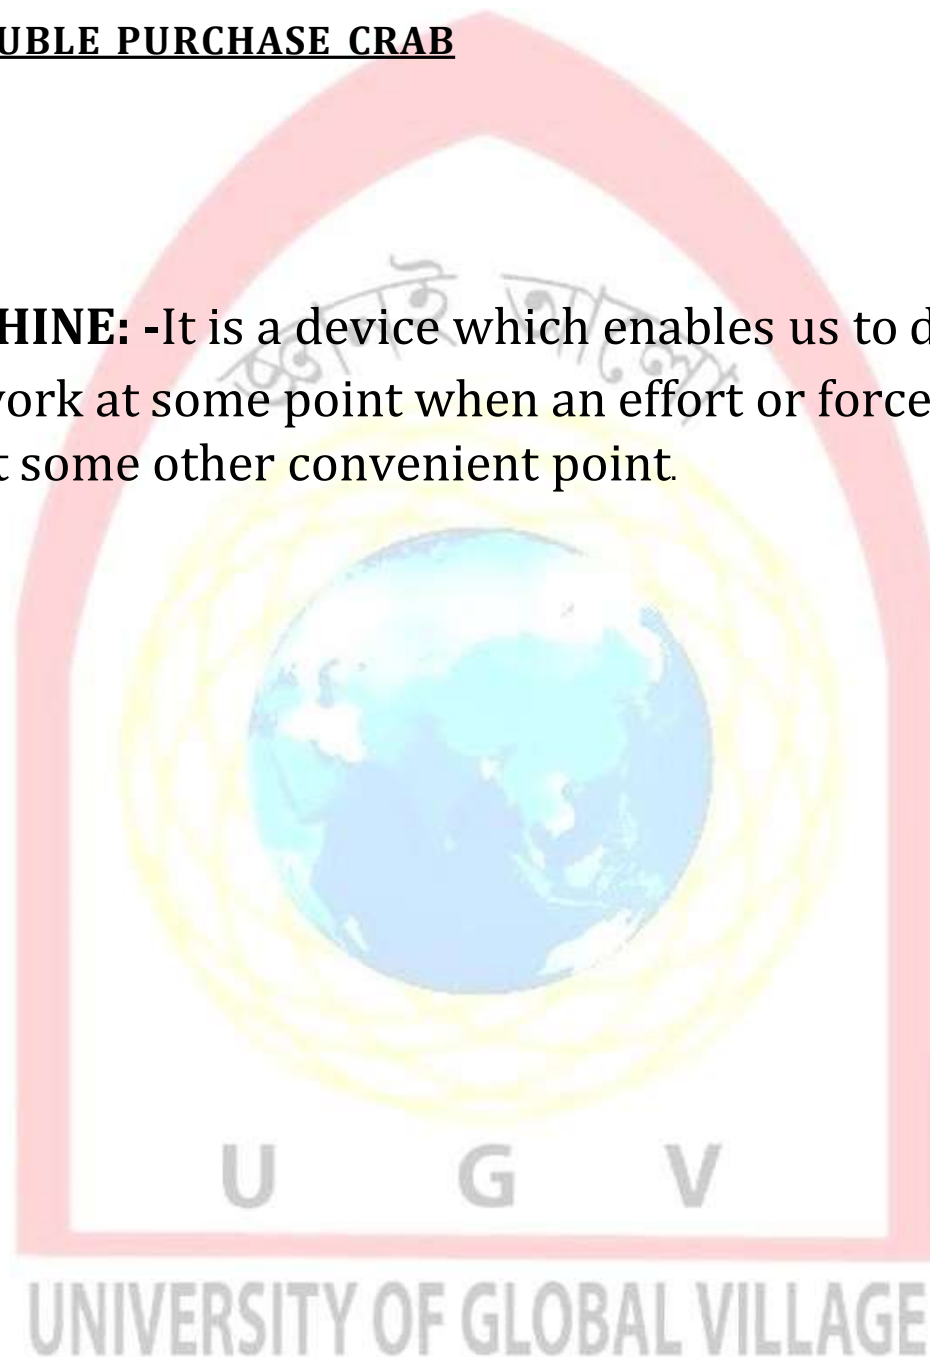 UBLE PURCHASE CRAB
HINE: -It is a device which enables us to d
work at some point when an effort or force
t some other convenient point.
U G V
UNIVERSITY OF GLOBAL VILLAGE